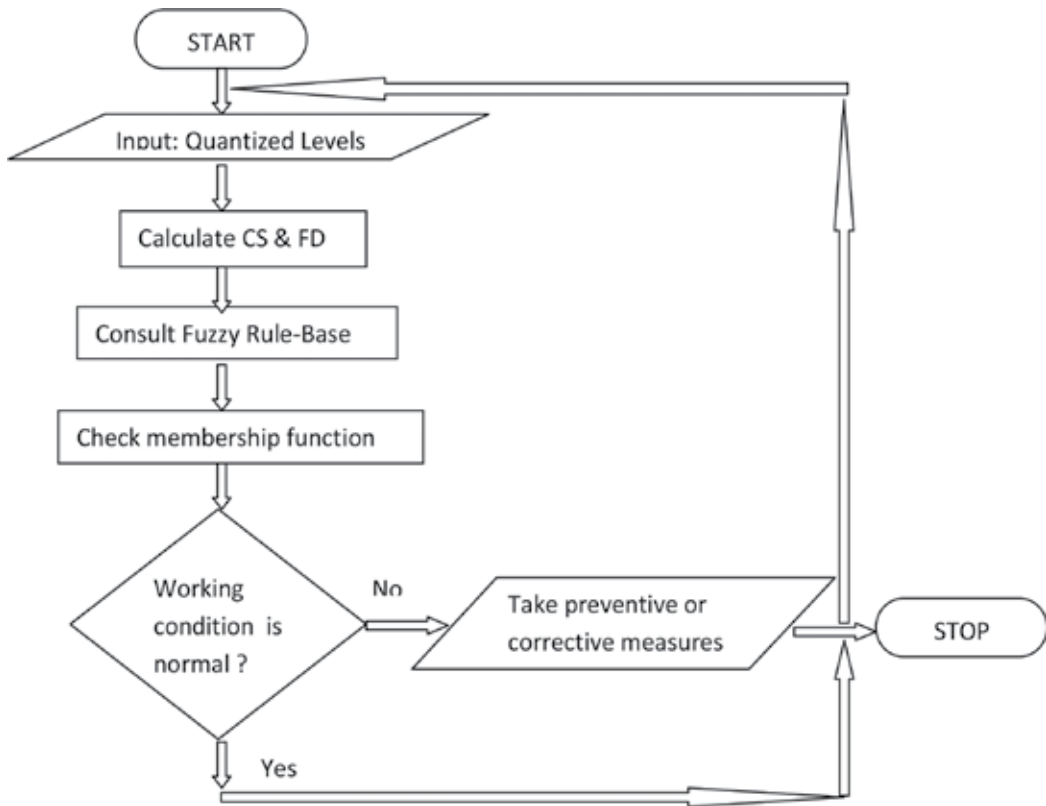 START
Input: Quantized Levels
Calculate CS & FD
Consult Fuzzy Rule-Base
Check membership function
Working
condition is
normal ?
No
Take preventive or
corrective measures
STOP
Yes